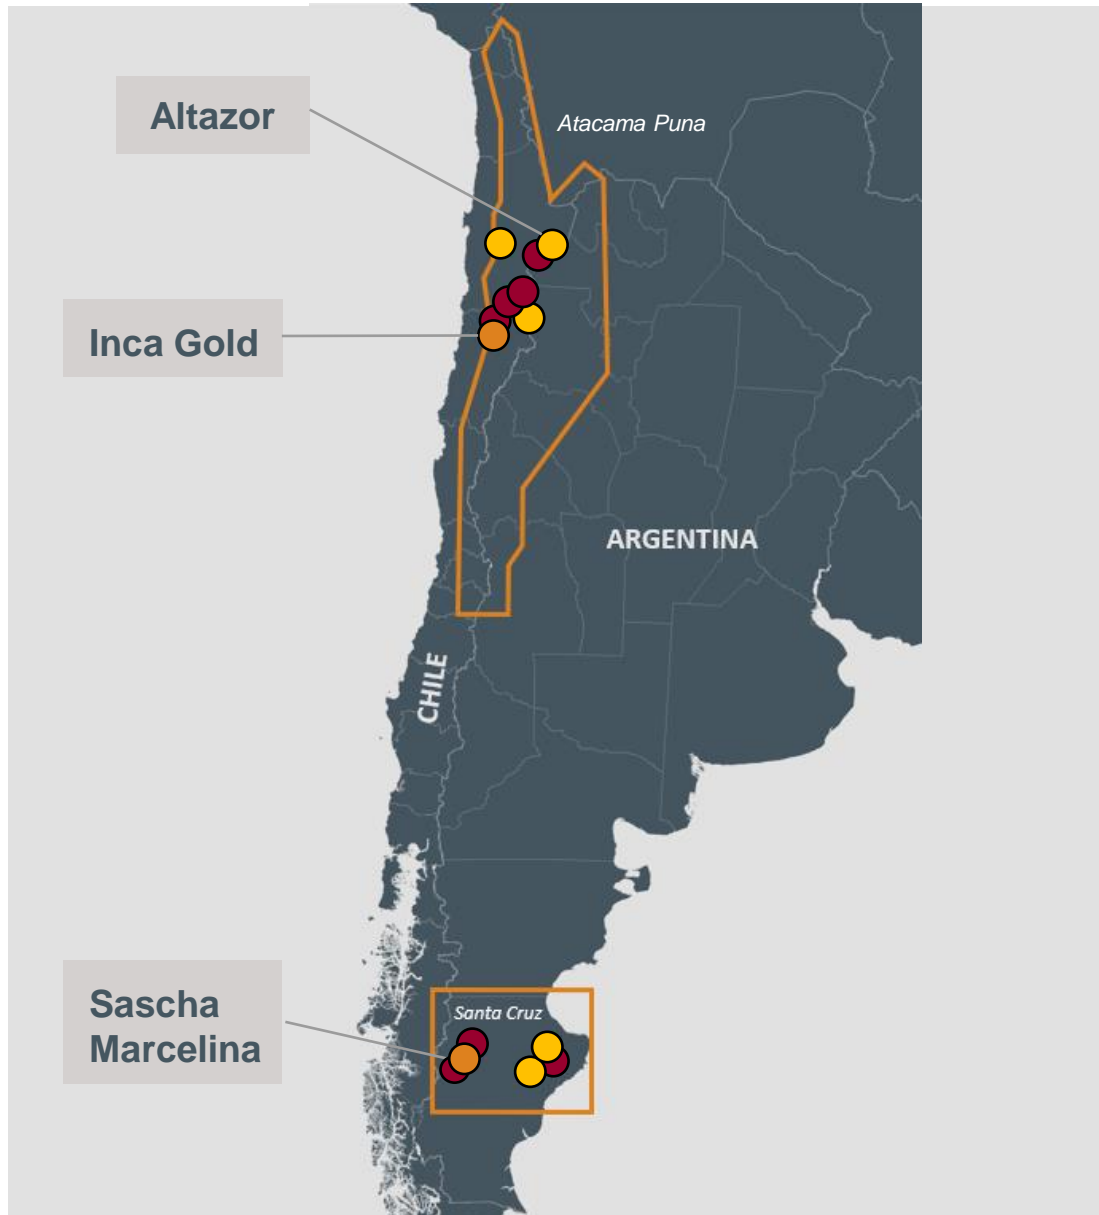 Altazor
Atacama Puna
Inca Gold
ARGENTINA
CHILE
Sascha
Marcelina
Santa Cruz